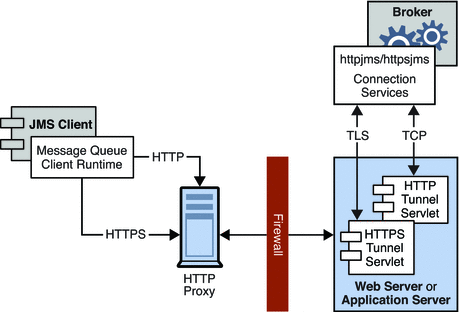 Broker
httpjms/httpsjms
Connection
Services
JMS Client
Message Queue
Client Runtime
HTTP
TLS
TCP
HTTPS
Firewall
HTTP
Tunnel
Servlet
HTTPS
Tunnel
Servlet
HTTP
Proxy
Web Server or
Application Server